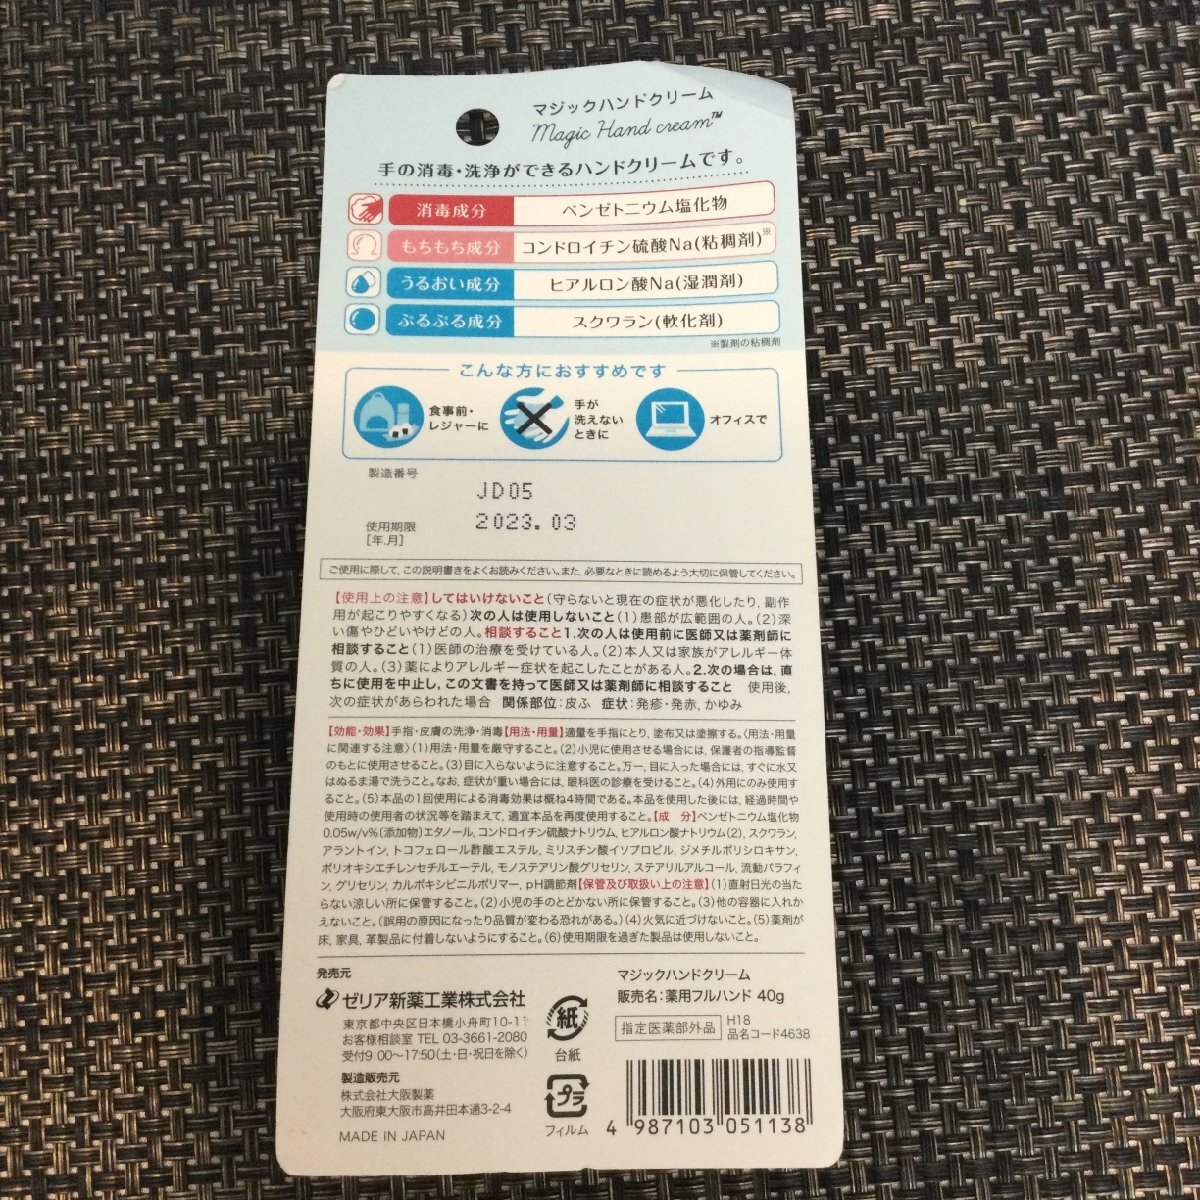 マジックハンドクリーム
Magic Hand cream™
手の消毒・洗浄ができるハンドクリームです。
消毒成分 ベンゼトニウム塩化物
もちもち成分 コンドロイチン硫酸Na(粘稠剤)※
うるおい成分 ヒアルロン酸Na(湿潤剤)
ぷるぷる成分 スクワラン(軟化剤)
※製剤の粘稠剤
こんな方におすすめです
食事前・
レジャーに
手が
洗えない
ときに
オフィスで
製造番号
JD05
使用期限
[年.月]
2023.03
ご使用に際して、この説明書きをよくお読みください。また、必要なときに読めるよう大切に保管してください。
【使用上の注意】してはいけないこと(守らないと現在の症状が悪化したり、副作
用が起こりやすくなる)次の人は使用しないこと(1)患部が広範囲の人。(2)深
い傷やひどいやけどの人。相談すること1.次の人は使用前に医師又は薬剤師に
相談すること(1)医師の治療を受けている人。(2)本人又は家族がアレルギー体
質の人。(3)薬によりアレルギー症状を起こしたことがある人。2.次の場合は、直
ちに使用を中止し、この文書を持って医師又は薬剤師に相談すること 使用後、
次の症状があらわれた場合 関係部位:皮ふ 症状:発疹・発赤、かゆみ
【効能・効果】手指・皮膚の洗浄・消毒【用法・用量】適量を手指にとり、塗布又は塗擦する。〈用法・用量
に関連する注意〉(1)用法・用量を厳守すること。(2)小児に使用させる場合には、保護者の指導監督
のもとに使用させること。(3)目に入らないように注意すること。万一、目に入った場合には、すぐに水又
はぬるま湯で洗うこと。なお、症状が重い場合には、眼科医の診療を受けること。(4)外用にのみ使用す
ること。(5)本品の1回使用による消毒効果は概ね4時間である。本品を使用した後には、経過時間や
使用時の使用者の状況等を踏まえて、適宜本品を再度使用すること。【成 分】ベンゼトニウム塩化物
0.05w/v%(添加物)エタノール、コンドロイチン硫酸ナトリウム、ヒアルロン酸ナトリウム(2)、スクワラン、
アラントイン、トコフェロール酢酸エステル、ミリスチン酸イソプロピル、ジメチルポリシロキサン、
ポリオキシエチレンセチルエーテル、モノステアリン酸グリセリン、ステアリルアルコール、流動パラフィ
ン、グリセリン、カルボキシビニルポリマー、pH調節剤【保管及び取扱い上の注意】(1)直射日光の当た
らない涼しい所に保管すること。(2)小児の手のとどかない所に保管すること。(3)他の容器に入れか
えないこと。(誤用の原因になったり品質が変わる恐れがある。)(4)火気に近づけないこと。(5)薬剤が
床、家具、革製品に付着しないようにすること。(6)使用期限を過ぎた製品は使用しないこと。
発売元
ゼリア新薬工業株式会社
東京都中央区日本橋小舟町10-11
お客様相談室 TEL 03-3661-2080
受付9:00〜17:50(土・日・祝日を除く)
製造販売元
株式会社大阪製薬
大阪府東大阪市高井田本通3-2-4
MADE IN JAPAN
紙
台紙
プラ
フィルム
マジックハンドクリーム
販売名:薬用フルハンド 40g
指定医薬部外品
H18
品名コード4638
4 987103 051138